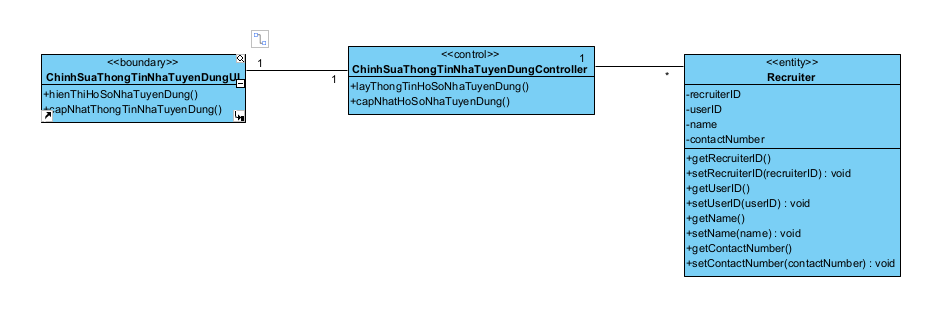 <<boundary>>
ChinhSuaThongTinNhaTuyenDungUI
+hienThiHoSoNhaTuyenDung()
+capNhatThongTinNhaTuyenDung()
1
1
<<control>>
ChinhSuaThongTinNhaTuyenDungController
+layThongTinHoSoNhaTuyenDung()
+capNhatHoSoNhaTuyenDung()
1
*
<<entity>>
Recruiter
-recruiterID
-userID
-name
-contactNumber
+getRecruiterID()
+setRecruiterID(recruiterID) : void
+getUserID()
+setUserID(userID) : void
+getName()
+setName(name) : void
+getContactNumber()
+setContactNumber(contactNumber) : void